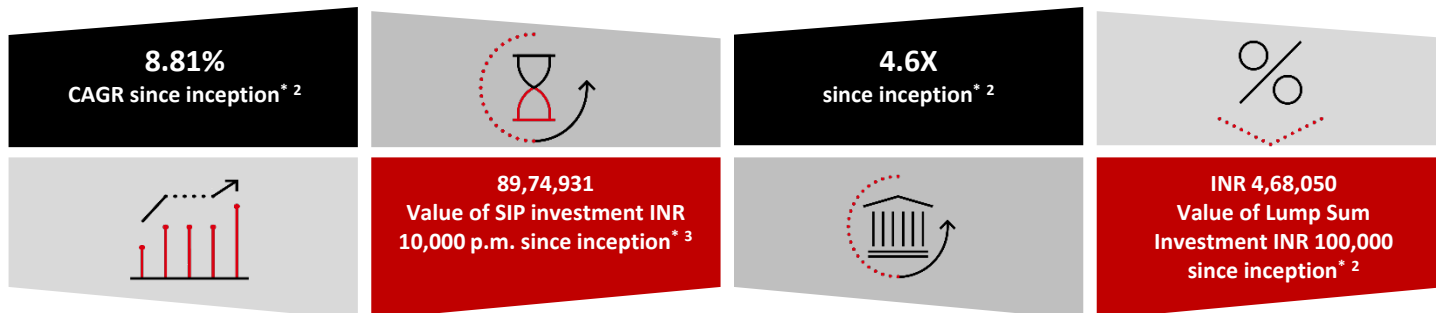 8.81%
CAGR since inception* 2
4.6X
since inception* 2
89,74,931
Value of SIP investment INR
10,000 p.m. since inception* 3
INR 4,68,050
Value of Lump Sum
Investment INR 100,000
since inception* 2